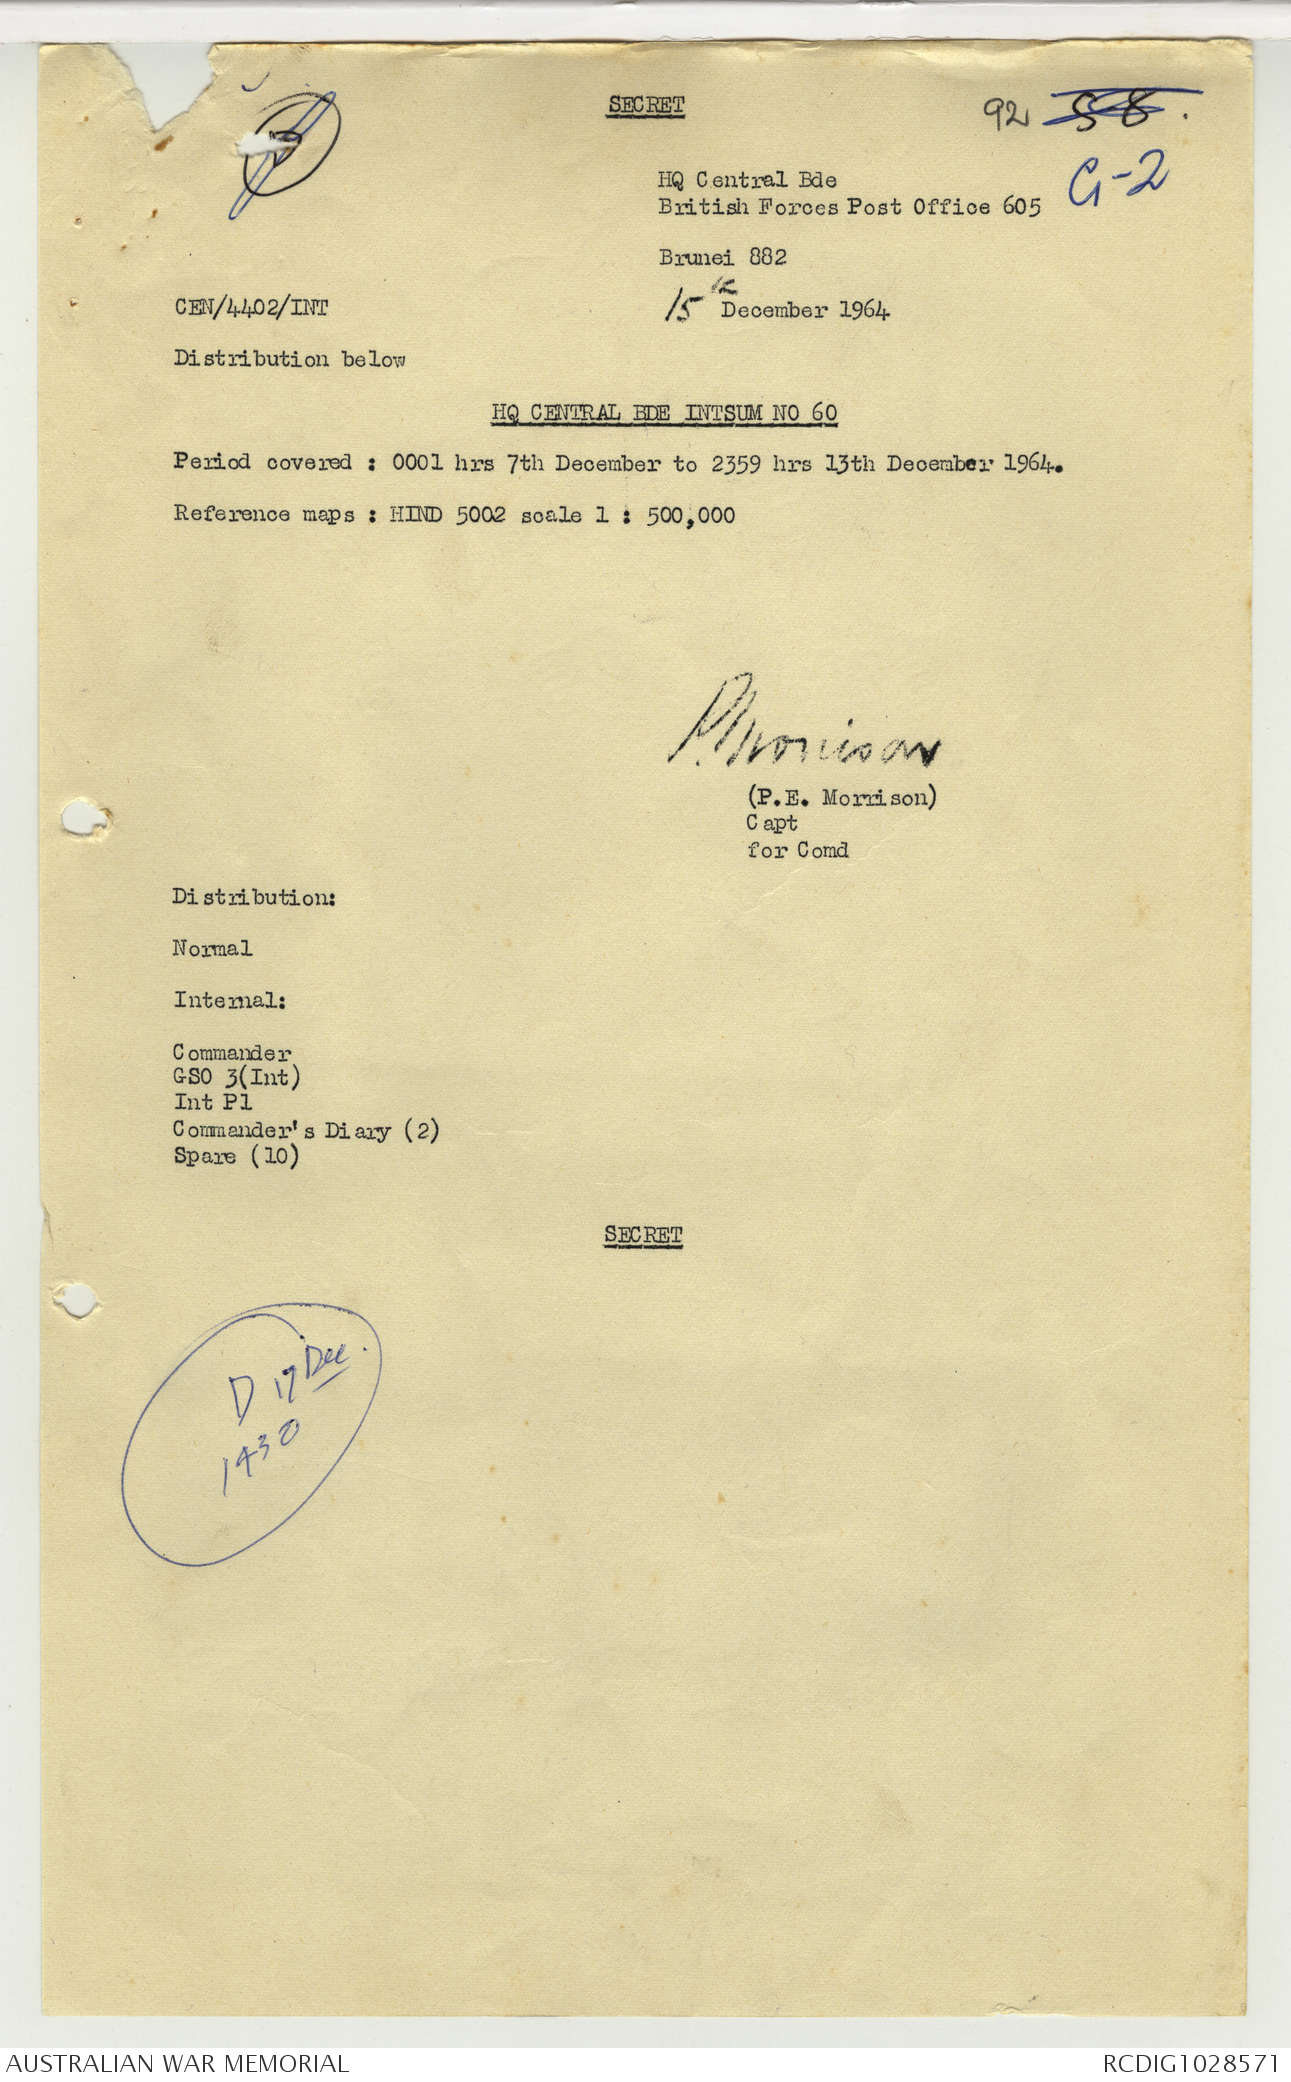 SECRET
92 58.
G-2
HQ Central Bde
British Forces Post Office 605
Brunei 882
CEN/4402/INT
15th December 1964
Distribution below
HQ CENTRAL BDE INTSUM NO 60
Period covered : 0001 hrs 7th December to 2359 hrs 13th December 1964.
Reference maps : HIND 5002 scale 1 : 500,000
P. Morrison
(P.E. Morrison)
Capt
for Comd
Distribution:
Normal
Internal:
Commander
GSO 3(Int)
Int Pl
Commander's Diary (2)
Spare (10)
SECRET
D 17 Dec.
1430
AUSTRALIAN WAR MEMORIAL
RCDIG1028571